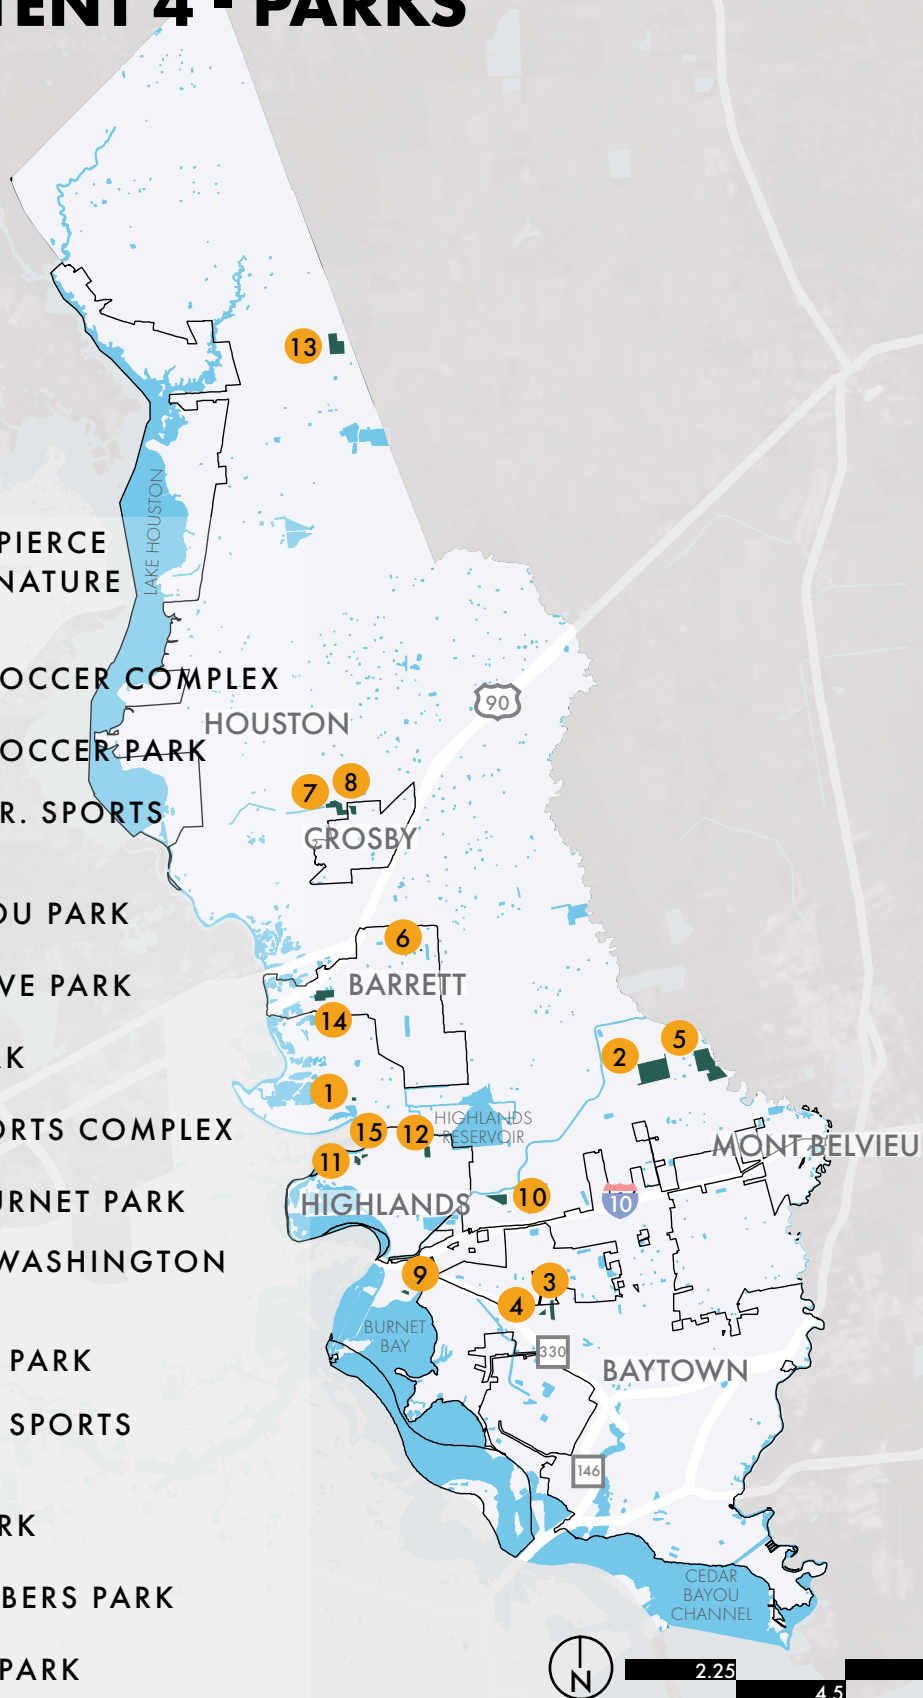 TENT 4 - PARKS
13
LAKE HOUSTON
PIERCE
NATURE
OCCER COMPLEX
90
HOUSTON
OCCER PARK
7
8
R. SPORTS
CROSBY
OU PARK
6
VE PARK
BARRETT
14
5
2
RK
1
15
12
HIGHLANDS
RESERVOIR
ORTS COMPLEX
MONT BELVIEU
11
10
10
URNET PARK
HIGHLANDS
WASHINGTON
9
3
4
BURNET
BAY
330
PARK
BAYTOWN
SPORTS
146
RK
CEDAR
BAYOU
CHANNEL
BERS PARK
PARK
N
2.25
4.5